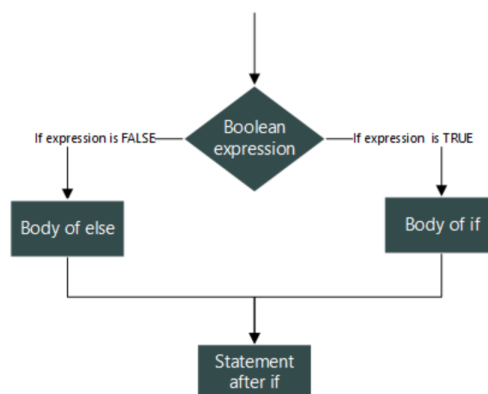 Boolean
expression
If expression is FALSE
If expression is TRUE
Body of else
Body of if
Statement
after if